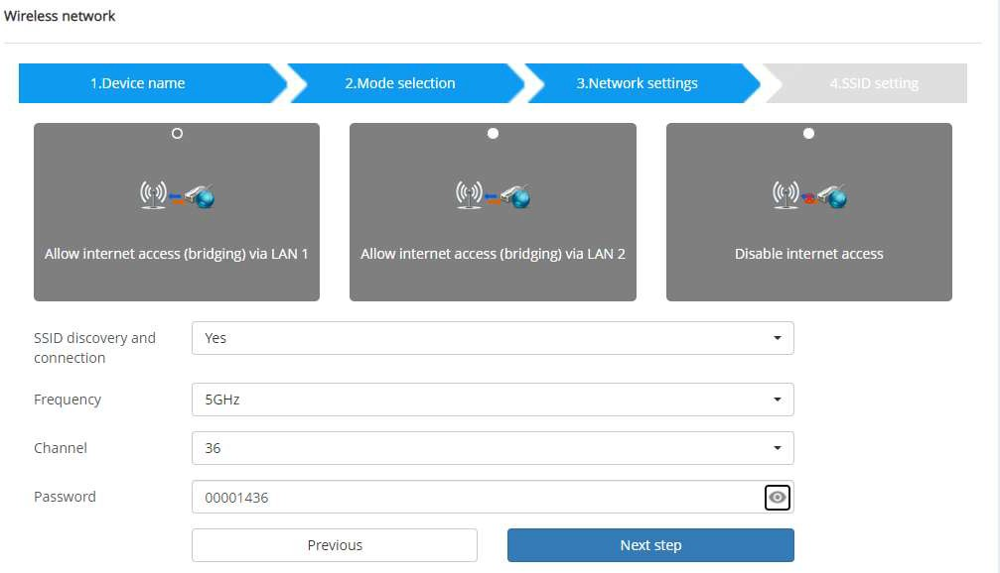 Wireless network
1.Device name
2.Mode selection
3.Network settings
4.SSID setting
Allow internet access (bridging) via LAN 1
Allow internet access (bridging) via LAN 2
Disable internet access
SSID discovery and
connection
Yes
Frequency
5GHz
Channel
36
Password
00001436
Previous
Next step